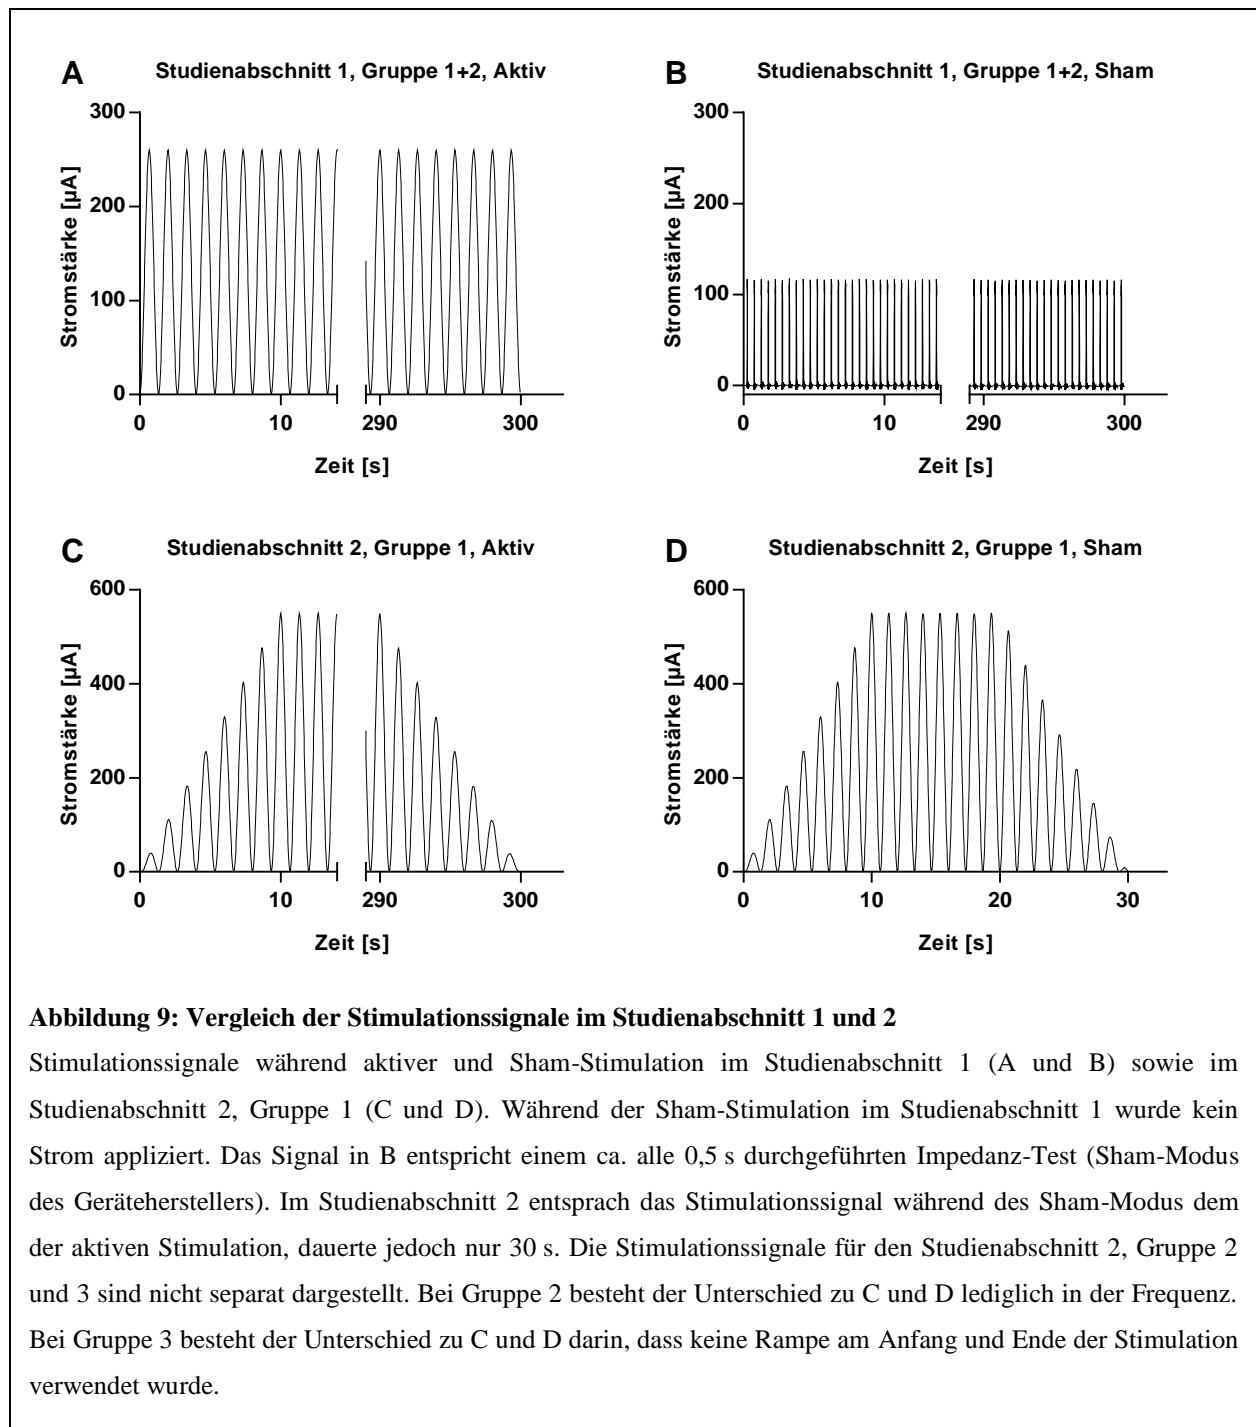 A Studienabschnitt 1, Gruppe 1+2, Aktiv
300
200
100
0
Stromstärke [µA]
0 10 290 300
Zeit [s]
B Studienabschnitt 1, Gruppe 1+2, Sham
300
200
100
0
Stromstärke [µA]
0 10 290 300
Zeit [s]
C Studienabschnitt 2, Gruppe 1, Aktiv
600
400
200
0
Stromstärke [µA]
0 10 290 300
Zeit [s]
D Studienabschnitt 2, Gruppe 1, Sham
600
400
200
0
Stromstärke [µA]
0 10 20 30
Zeit [s]
Abbildung 9: Vergleich der Stimulationssignale im Studienabschnitt 1 und 2
Stimulationssignale während aktiver und Sham-Stimulation im Studienabschnitt 1 (A und B) sowie im
Studienabschnitt 2, Gruppe 1 (C und D). Während der Sham-Stimulation im Studienabschnitt 1 wurde kein
Strom appliziert. Das Signal in B entspricht einem ca. alle 0,5 s durchgeführten Impedanz-Test (Sham-Modus
des Geräteherstellers). Im Studienabschnitt 2 entsprach das Stimulationssignal während des Sham-Modus dem
der aktiven Stimulation, dauerte jedoch nur 30 s. Die Stimulationssignale für den Studienabschnitt 2, Gruppe 2
und 3 sind nicht separat dargestellt. Bei Gruppe 2 besteht der Unterschied zu C und D lediglich in der Frequenz.
Bei Gruppe 3 besteht der Unterschied zu C und D darin, dass keine Rampe am Anfang und Ende der Stimulation
verwendet wurde.